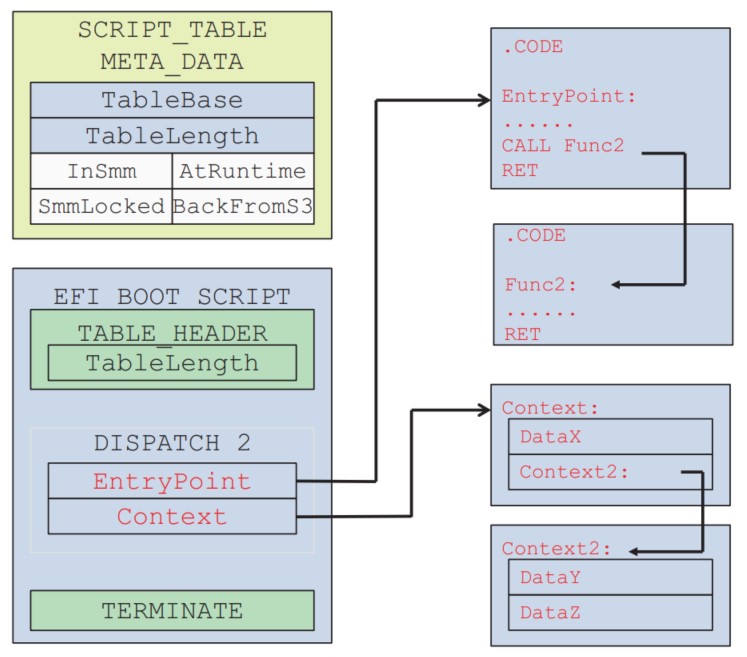 SCRIPT_TABLE
META_DATA
TableBase
TableLength
InSmm AtRuntime
SmmLocked BackFromS3
EFI BOOT SCRIPT
TABLE_HEADER
TableLength
DISPATCH 2
EntryPoint
Context
TERMINATE
.CODE
EntryPoint:
......
CALL Func2
RET
.CODE
Func2:
......
RET
Context:
DataX
Context2:
Context2:
DataY
DataZ